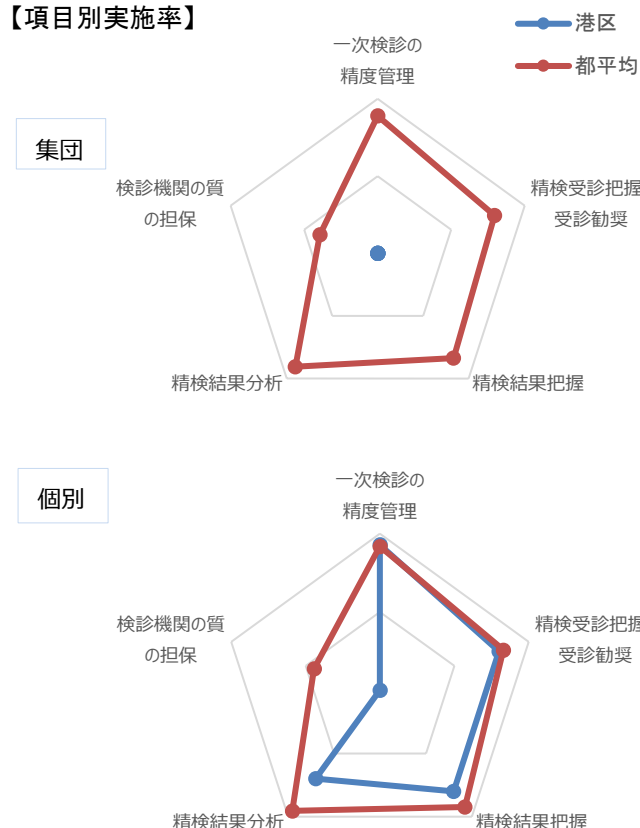 【項目別実施率】
港区
都平均
集団
一次検診の
精度管理
精検受診把握
受診勧奨
精検結果把握
精検結果分析
検診機関の質
の担保
個別
一次検診の
精度管理
精検受診把握
受診勧奨
精検結果把握
精検結果分析
検診機関の質
の担保